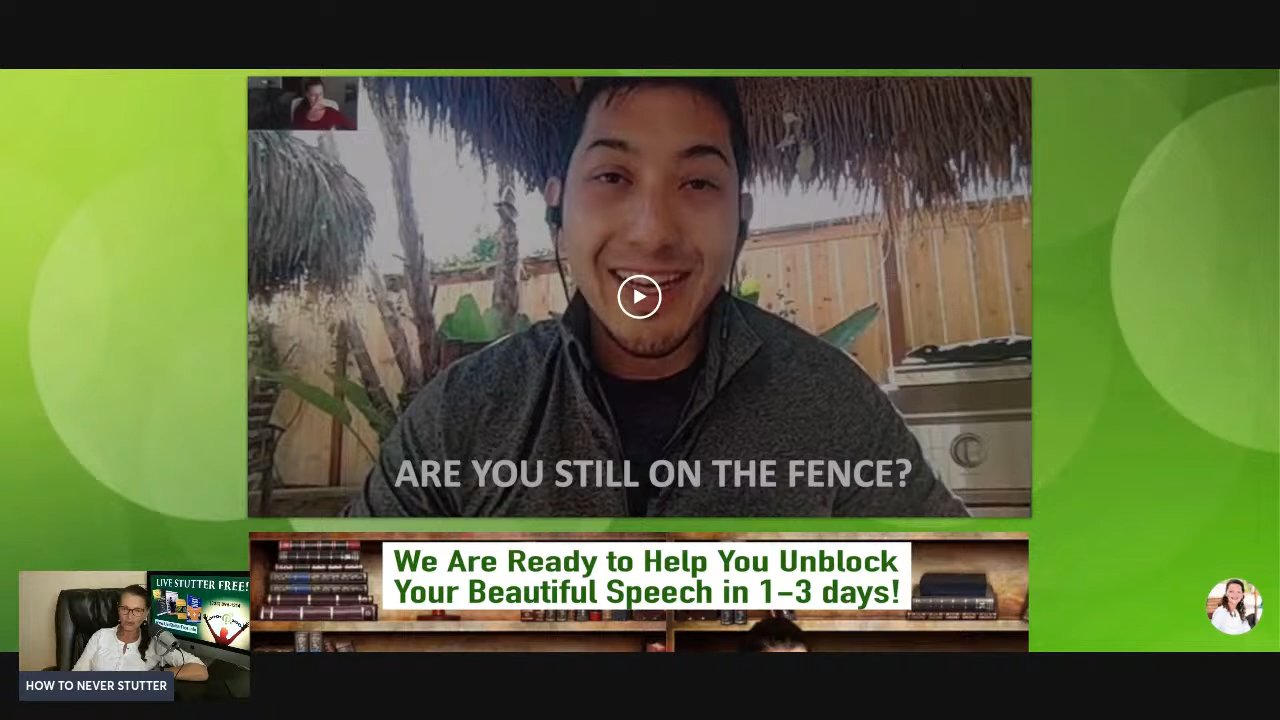 ARE YOU STILL ON THE FENCE?
We Are Ready to Help You Unblock
Your Beautiful Speech in 1–3 days!
LIVE STUTTER FREE!
HOW TO NEVER STUTTER